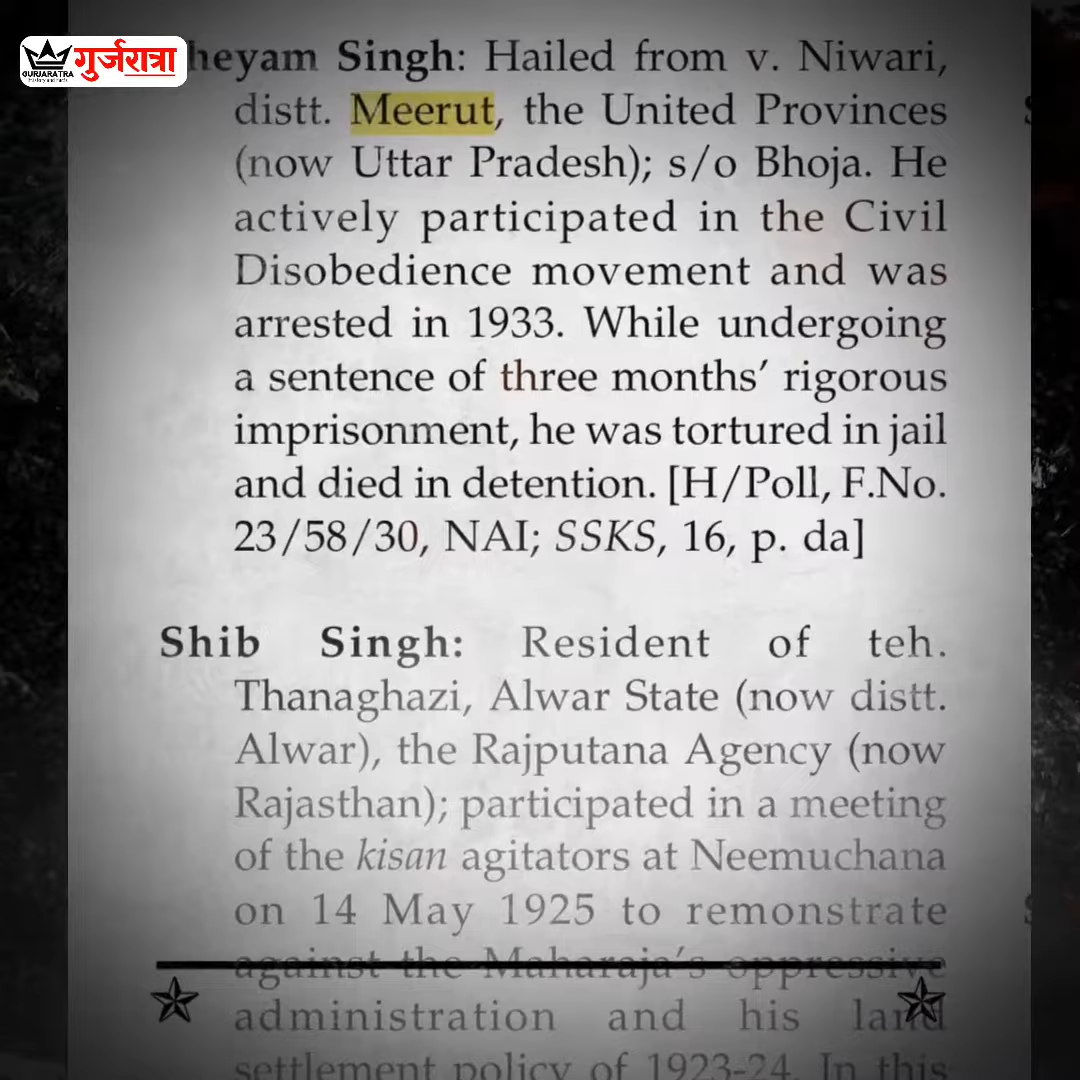 गुर्जरात्रा
GURJARATRA
heyam Singh: Hailed from v. Niwari,
distt. Meerut, the United Provinces
(now Uttar Pradesh); s/o Bhoja. He
actively participated in the Civil
Disobedience movement and was
arrested in 1933. While undergoing
a sentence of three months’ rigorous
imprisonment, he was tortured in jail
and died in detention. [H/Poll, F.No.
23/58/30, NAI; SSKS, 16, p. da]
Shib Singh: Resident of teh.
Thanaghazi, Alwar State (now distt.
Alwar), the Rajputana Agency (now
Rajasthan); participated in a meeting
of the kisan agitators at Neemuchana
on 14 May 1925 to remonstrate
against the Maharaja’s oppressive
administration and his land
settlement policy of 1923-24. In this